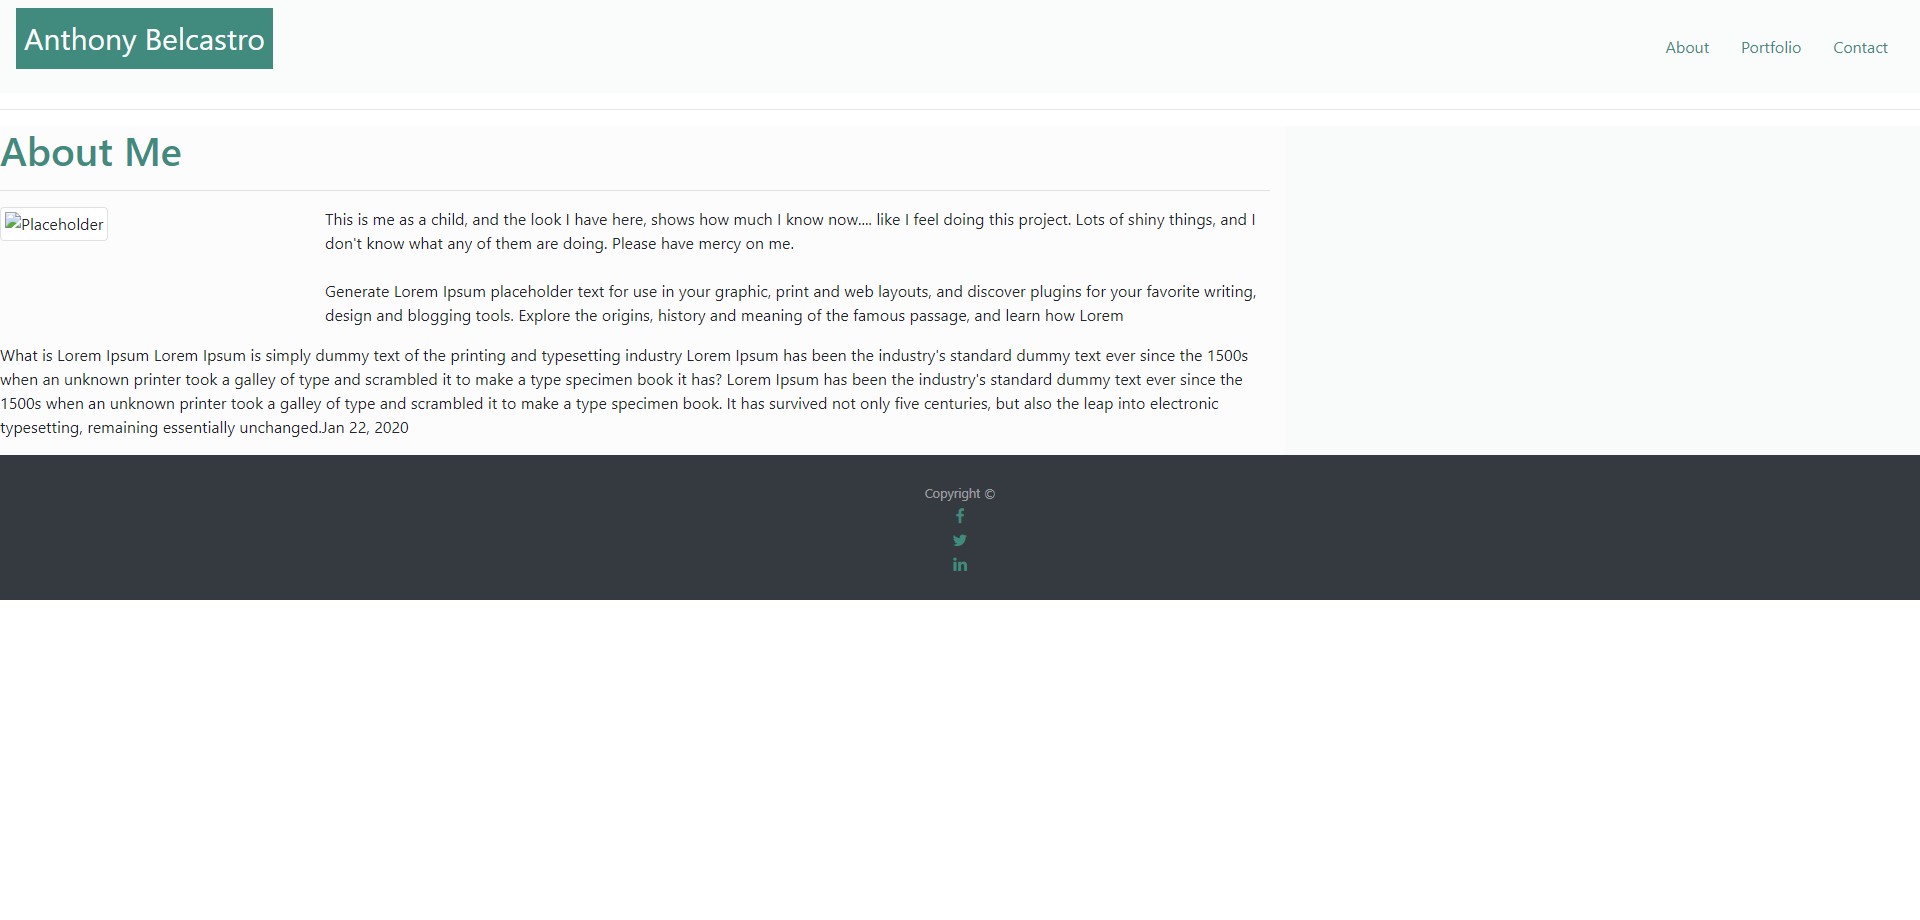 Anthony Belcastro
About Portfolio Contact
About Me
Placeholder
This is me as a child, and the look I have here, shows how much I know now.... like I feel doing this project. Lots of shiny things, and I
don't know what any of them are doing. Please have mercy on me.
Generate Lorem Ipsum placeholder text for use in your graphic, print and web layouts, and discover plugins for your favorite writing,
design and blogging tools. Explore the origins, history and meaning of the famous passage, and learn how Lorem
What is Lorem Ipsum Lorem Ipsum is simply dummy text of the printing and typesetting industry Lorem Ipsum has been the industry's standard dummy text ever since the 1500s
when an unknown printer took a galley of type and scrambled it to make a type specimen book it has? Lorem Ipsum has been the industry's standard dummy text ever since the
1500s when an unknown printer took a galley of type and scrambled it to make a type specimen book. It has survived not only five centuries, but also the leap into electronic
typesetting, remaining essentially unchanged.Jan 22, 2020
Copyright ©